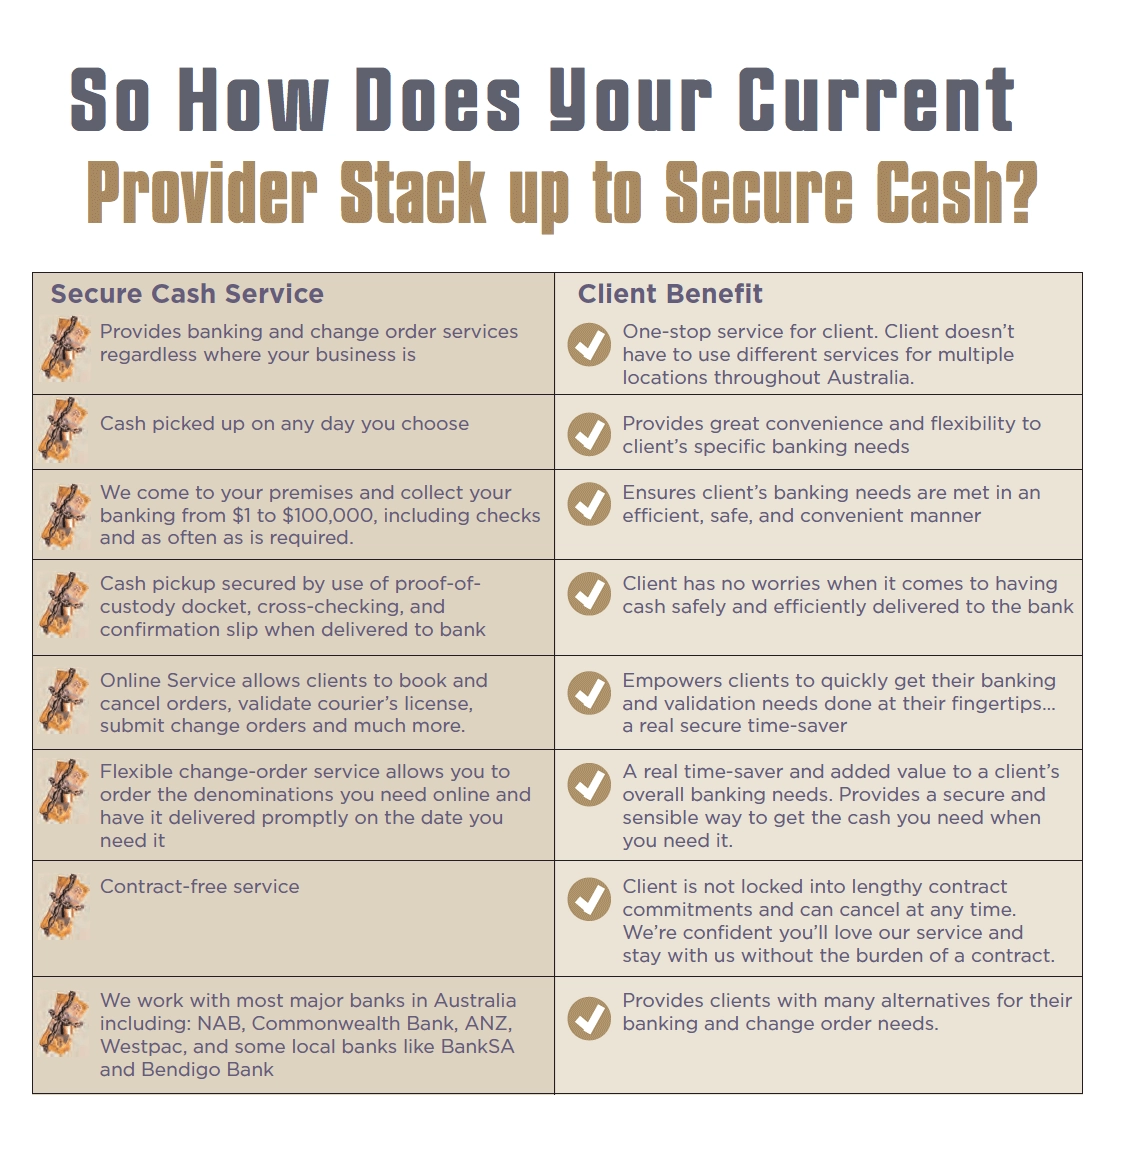 So How Does Your Current
Provider Stack up to Secure Cash?
Secure Cash Service
Client Benefit
Provides banking and change order services
regardless where your business is
One-stop service for client. Client doesn’t
have to use different services for multiple
locations throughout Australia.
Cash picked up on any day you choose
Provides great convenience and flexibility to
client’s specific banking needs
We come to your premises and collect your
banking from $1 to $100,000, including checks
and as often as is required.
Ensures client’s banking needs are met in an
efficient, safe, and convenient manner
Cash pickup secured by use of proof-of-
custody docket, cross-checking, and
confirmation slip when delivered to bank
Client has no worries when it comes to having
cash safely and efficiently delivered to the bank
Online Service allows clients to book and
cancel orders, validate courier’s license,
submit change orders and much more.
Empowers clients to quickly get their banking
and validation needs done at their fingertips...
a real secure time-saver
Flexible change-order service allows you to
order the denominations you need online and
have it delivered promptly on the date you
need it
A real time-saver and added value to a client’s
overall banking needs. Provides a secure and
sensible way to get the cash you need when
you need it.
Contract-free service
Client is not locked into lengthy contract
commitments and can cancel at any time.
We’re confident you’ll love our service and
stay with us without the burden of a contract.
We work with most major banks in Australia
including: NAB, Commonwealth Bank, ANZ,
Westpac, and some local banks like BankSA
and Bendigo Bank
Provides clients with many alternatives for their
banking and change order needs.